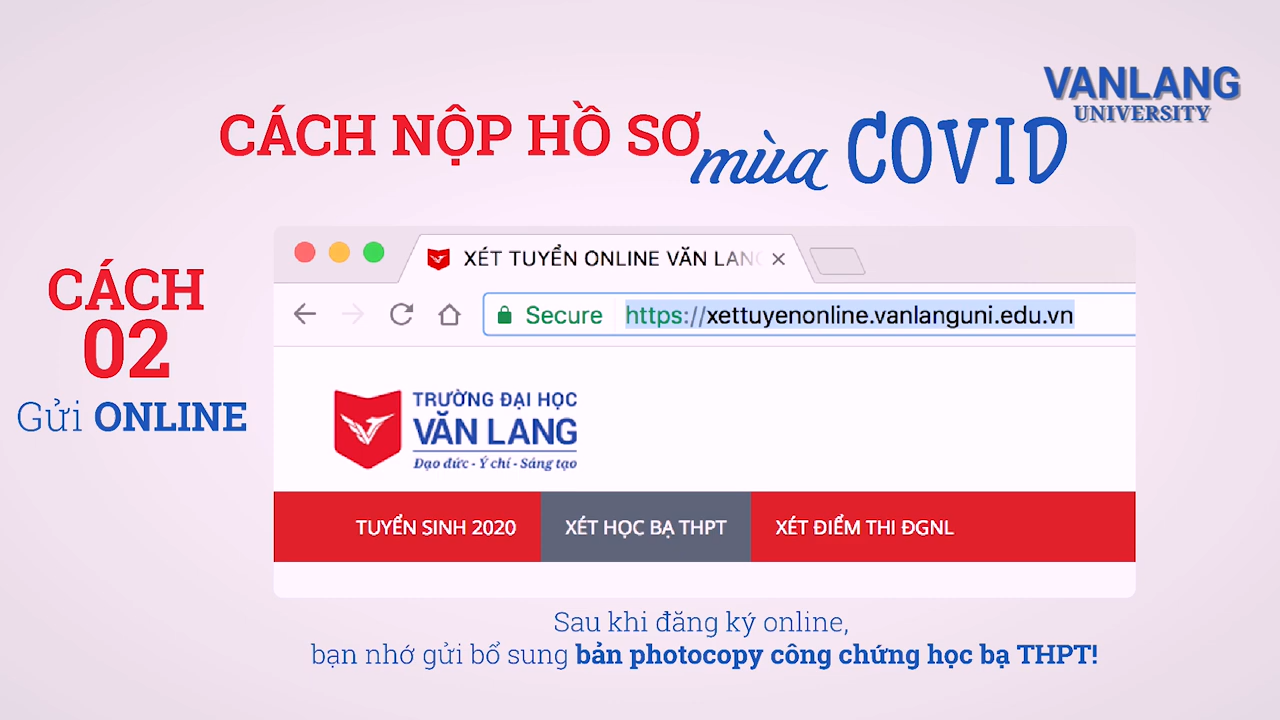 VANLANG
UNIVERSITY
CÁCH NỘP HỒ SƠ mùa COVID
CÁCH
02
Gửi ONLINE
XÉT TUYỂN ONLINE VĂN LANG
Secure https://xettuyenonline.vanlanguni.edu.vn
TRƯỜNG ĐẠI HỌC
VĂN LANG
Đạo đức - Ý chí - Sáng tạo
TUYỂN SINH 2020 XÉT HỌC BẠ THPT XÉT ĐIỂM THI ĐGNL
Sau khi đăng ký online,
bạn nhớ gửi bổ sung bản photocopy công chứng học bạ THPT!